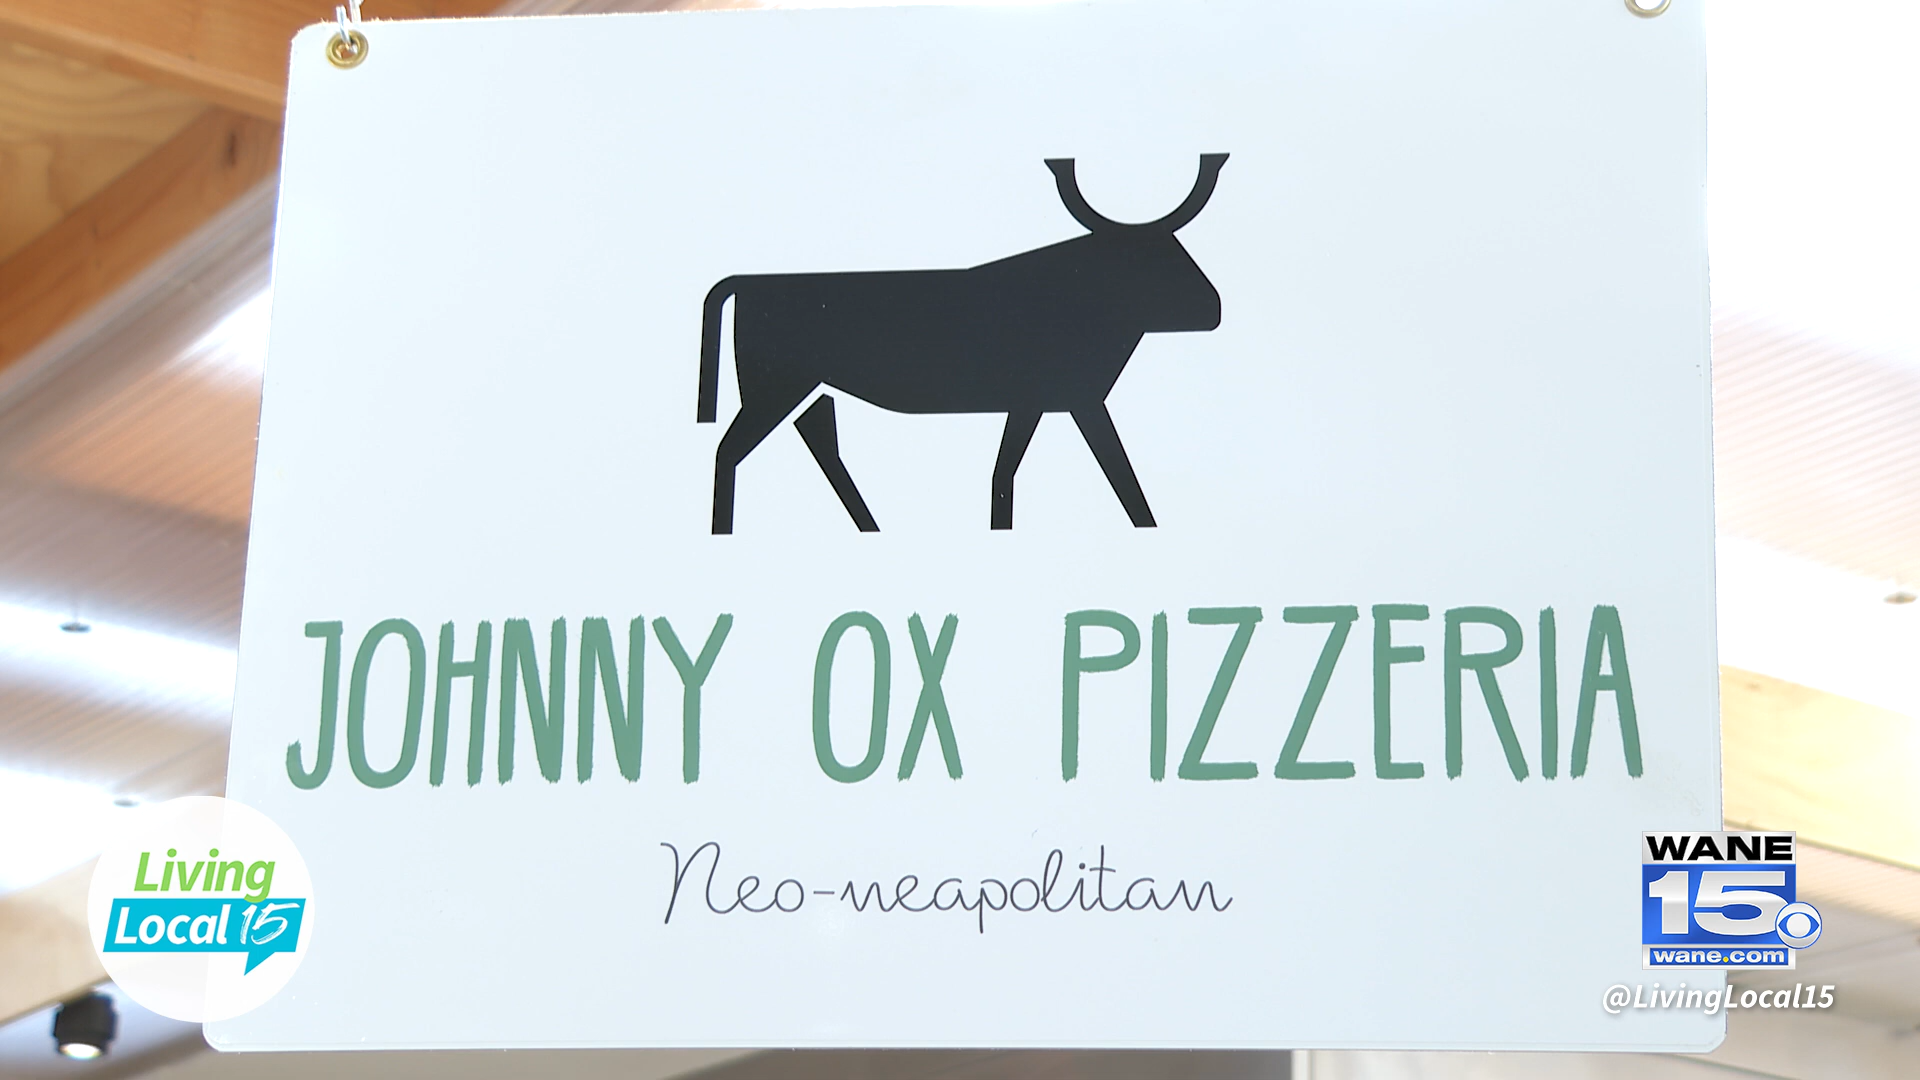 JOHNNY OX PIZZERIA
Neo-neapolitan
Living
Local 15
WANE
15
wane.com
@LivingLocal15